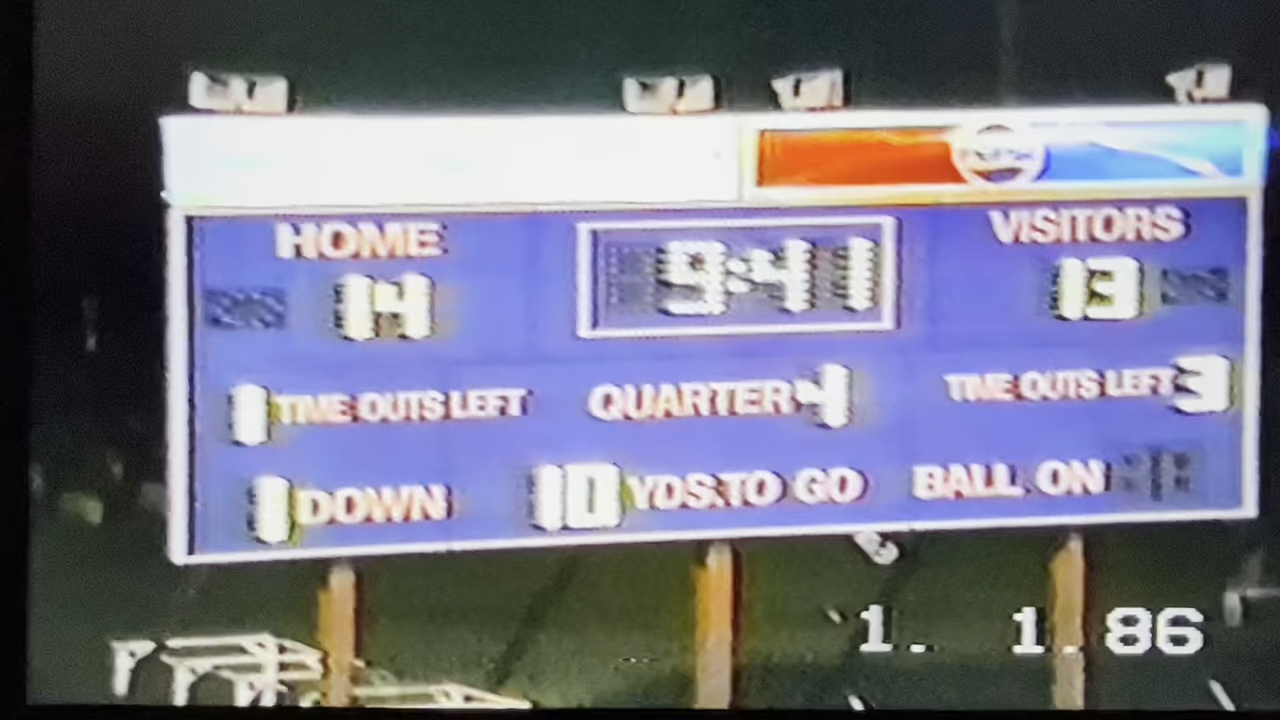 HOME 9:41 VISITORS
14 13
1 TIME OUTS LEFT QUARTER 4 TIME OUTS LEFT 3
1 DOWN 10 YDS.TO GO BALL ON
1. 1.86